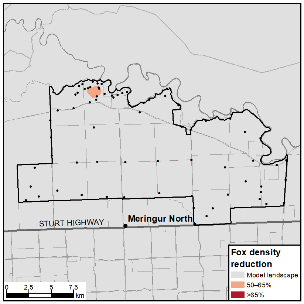 STURT HIGHWAY
Meringur North
Fox density
reduction
Model landscape
50–65%
>65%
0 2.5 5 7.5
km